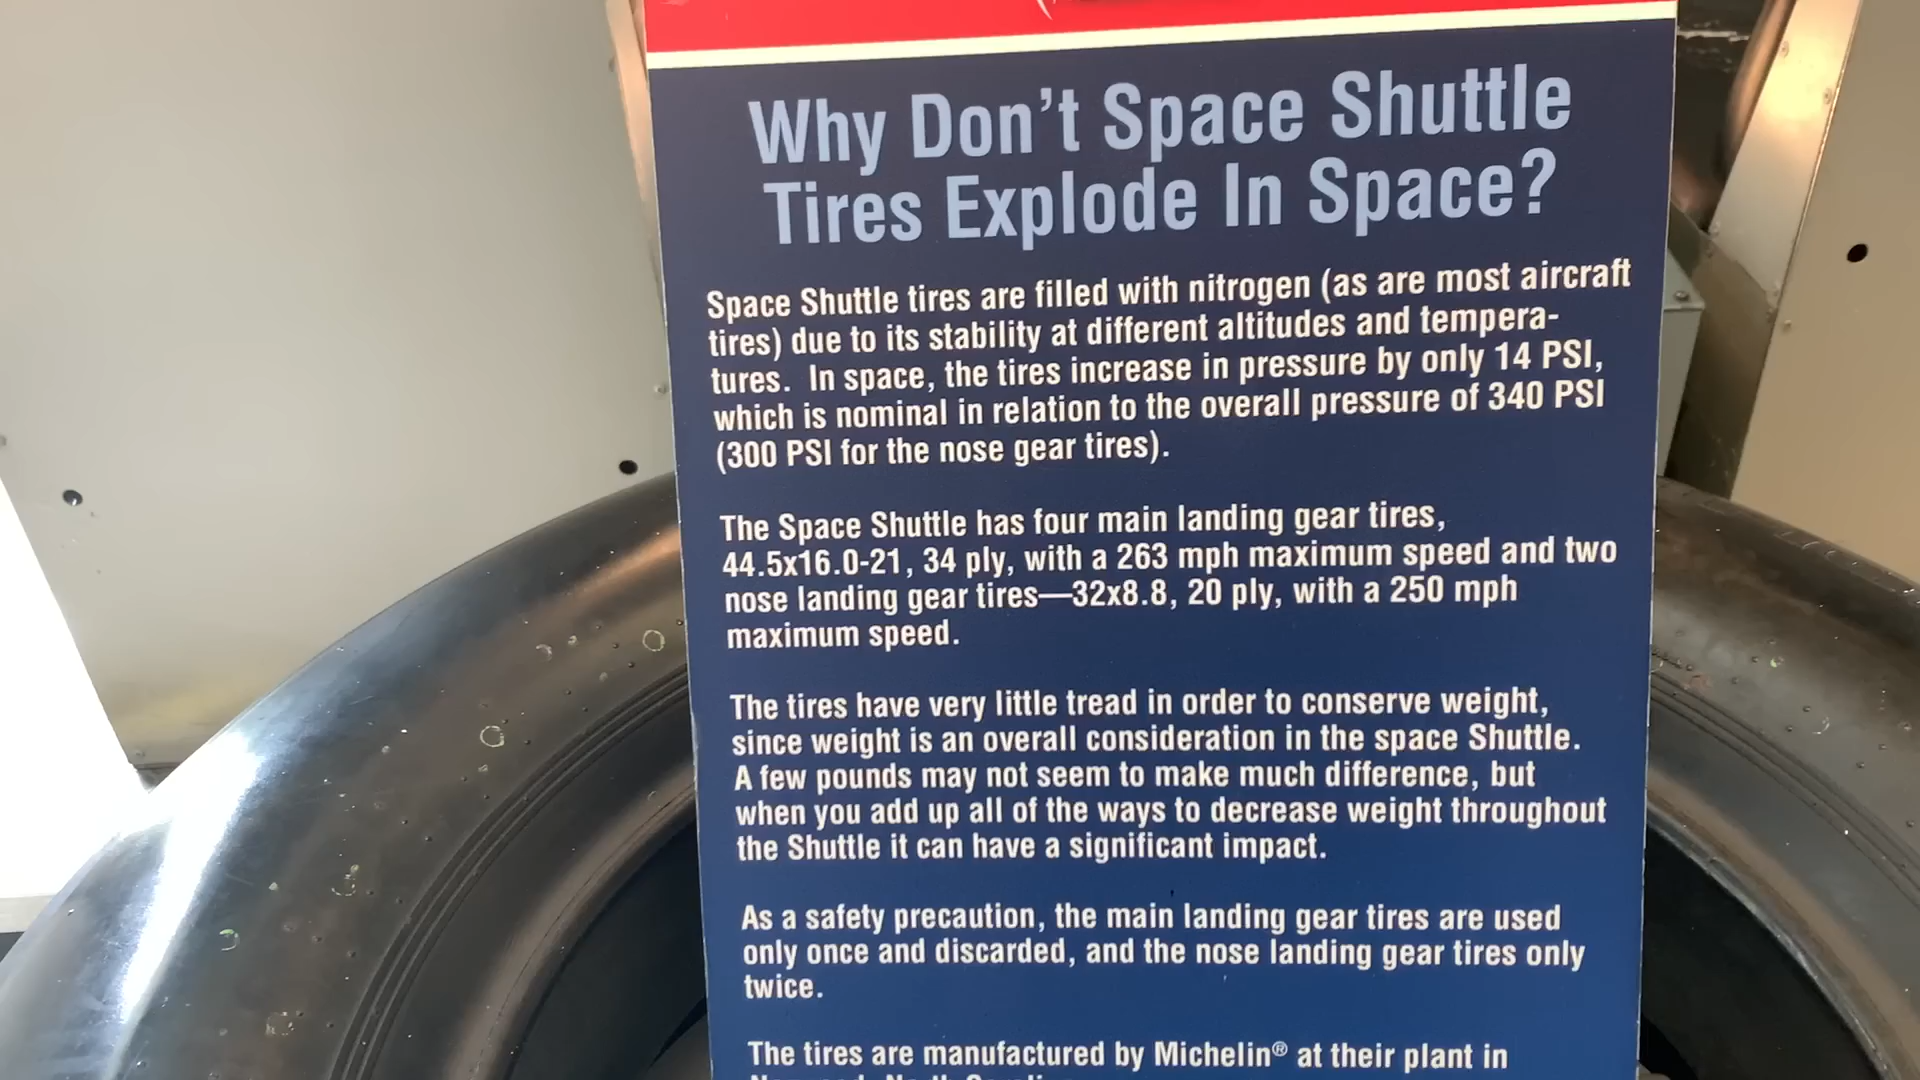 Why Don't Space Shuttle
Tires Explode In Space?
Space Shuttle tires are filled with nitrogen (as are most aircraft
tires) due to its stability at different altitudes and tempera-
tures. In space, the tires increase in pressure by only 14 PSI,
which is nominal in relation to the overall pressure of 340 PSI
(300 PSI for the nose gear tires).
The Space Shuttle has four main landing gear tires,
44.5x16.0-21, 34 ply, with a 263 mph maximum speed and two
nose landing gear tires—32x8.8, 20 ply, with a 250 mph
maximum speed.
The tires have very little tread in order to conserve weight,
since weight is an overall consideration in the space Shuttle.
A few pounds may not seem to make much difference, but
when you add up all of the ways to decrease weight throughout
the Shuttle it can have a significant impact.
As a safety precaution, the main landing gear tires are used
only once and discarded, and the nose landing gear tires only
twice.
The tires are manufactured by Michelin® at their plant in